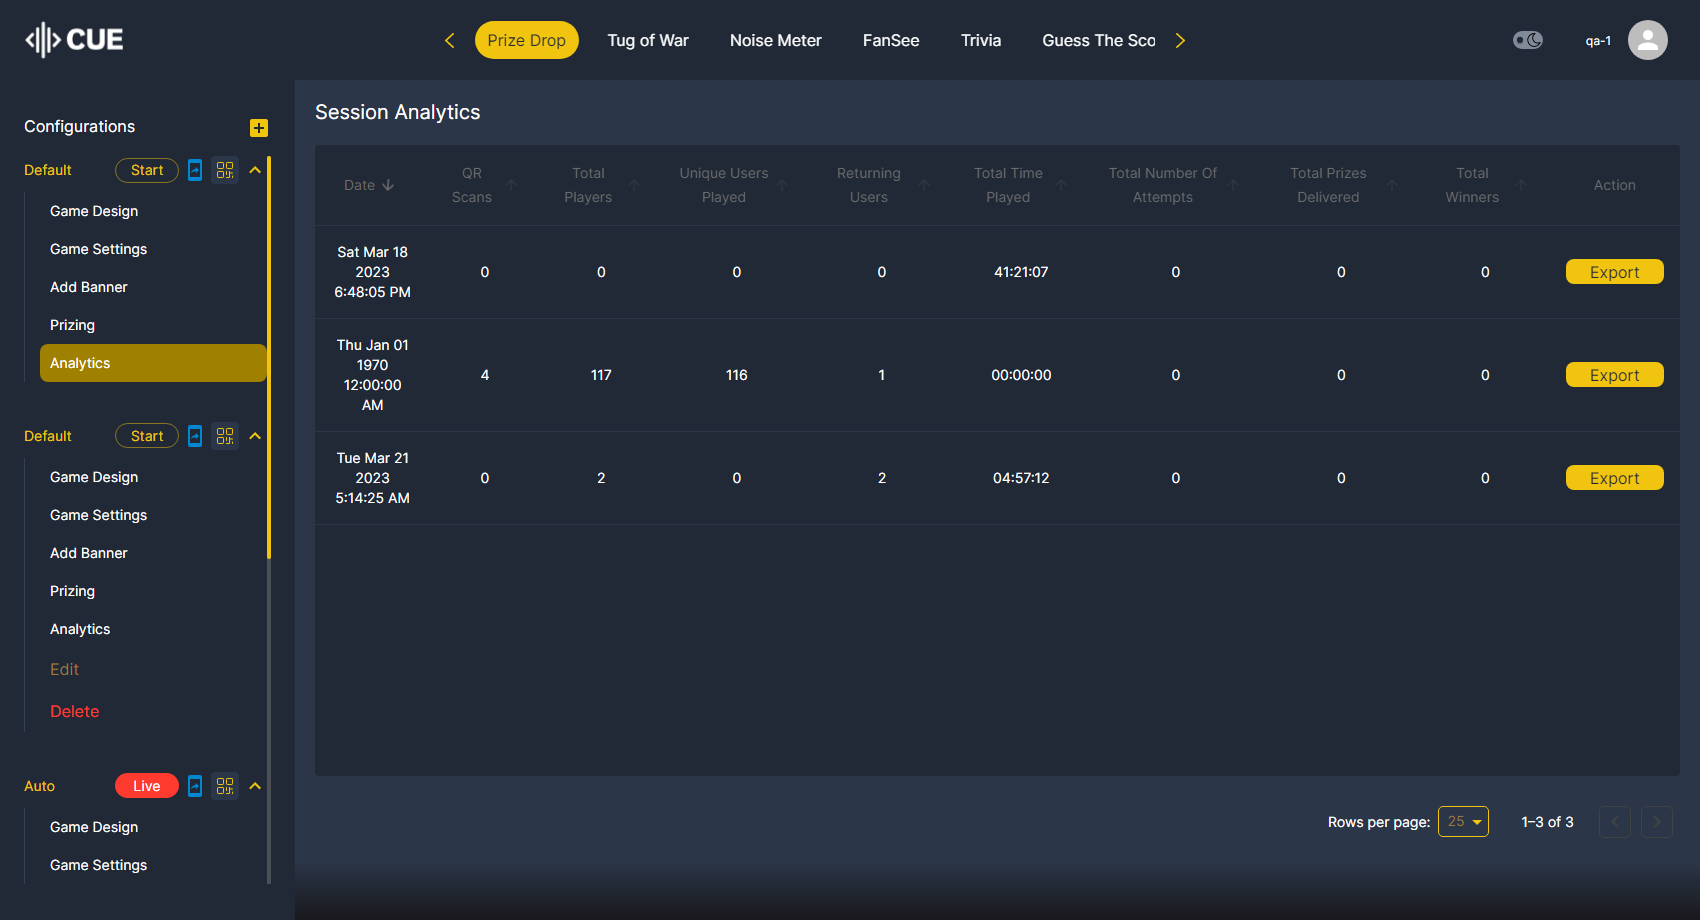 CUE
Prize Drop
Tug of War
Noise Meter
FanSee
Trivia
Guess The Sco
qa-1
Configurations
Default
Start
Game Design
Game Settings
Add Banner
Prizing
Analytics
Default
Start
Game Design
Game Settings
Add Banner
Prizing
Analytics
Edit
Delete
Auto
Live
Game Design
Game Settings
Session Analytics
Date
QR
Scans
Total
Players
Unique Users
Played
Returning
Users
Total Time
Played
Total Number Of
Attempts
Total Prizes
Delivered
Total
Winners
Action
Sat Mar 18
2023
6:48:05 PM
0
0
0
0
41:21:07
0
0
0
Export
Thu Jan 01
1970
12:00:00
AM
4
117
116
1
00:00:00
0
0
0
Export
Tue Mar 21
2023
5:14:25 AM
0
2
0
2
04:57:12
0
0
0
Export
Rows per page:
25
1–3 of 3